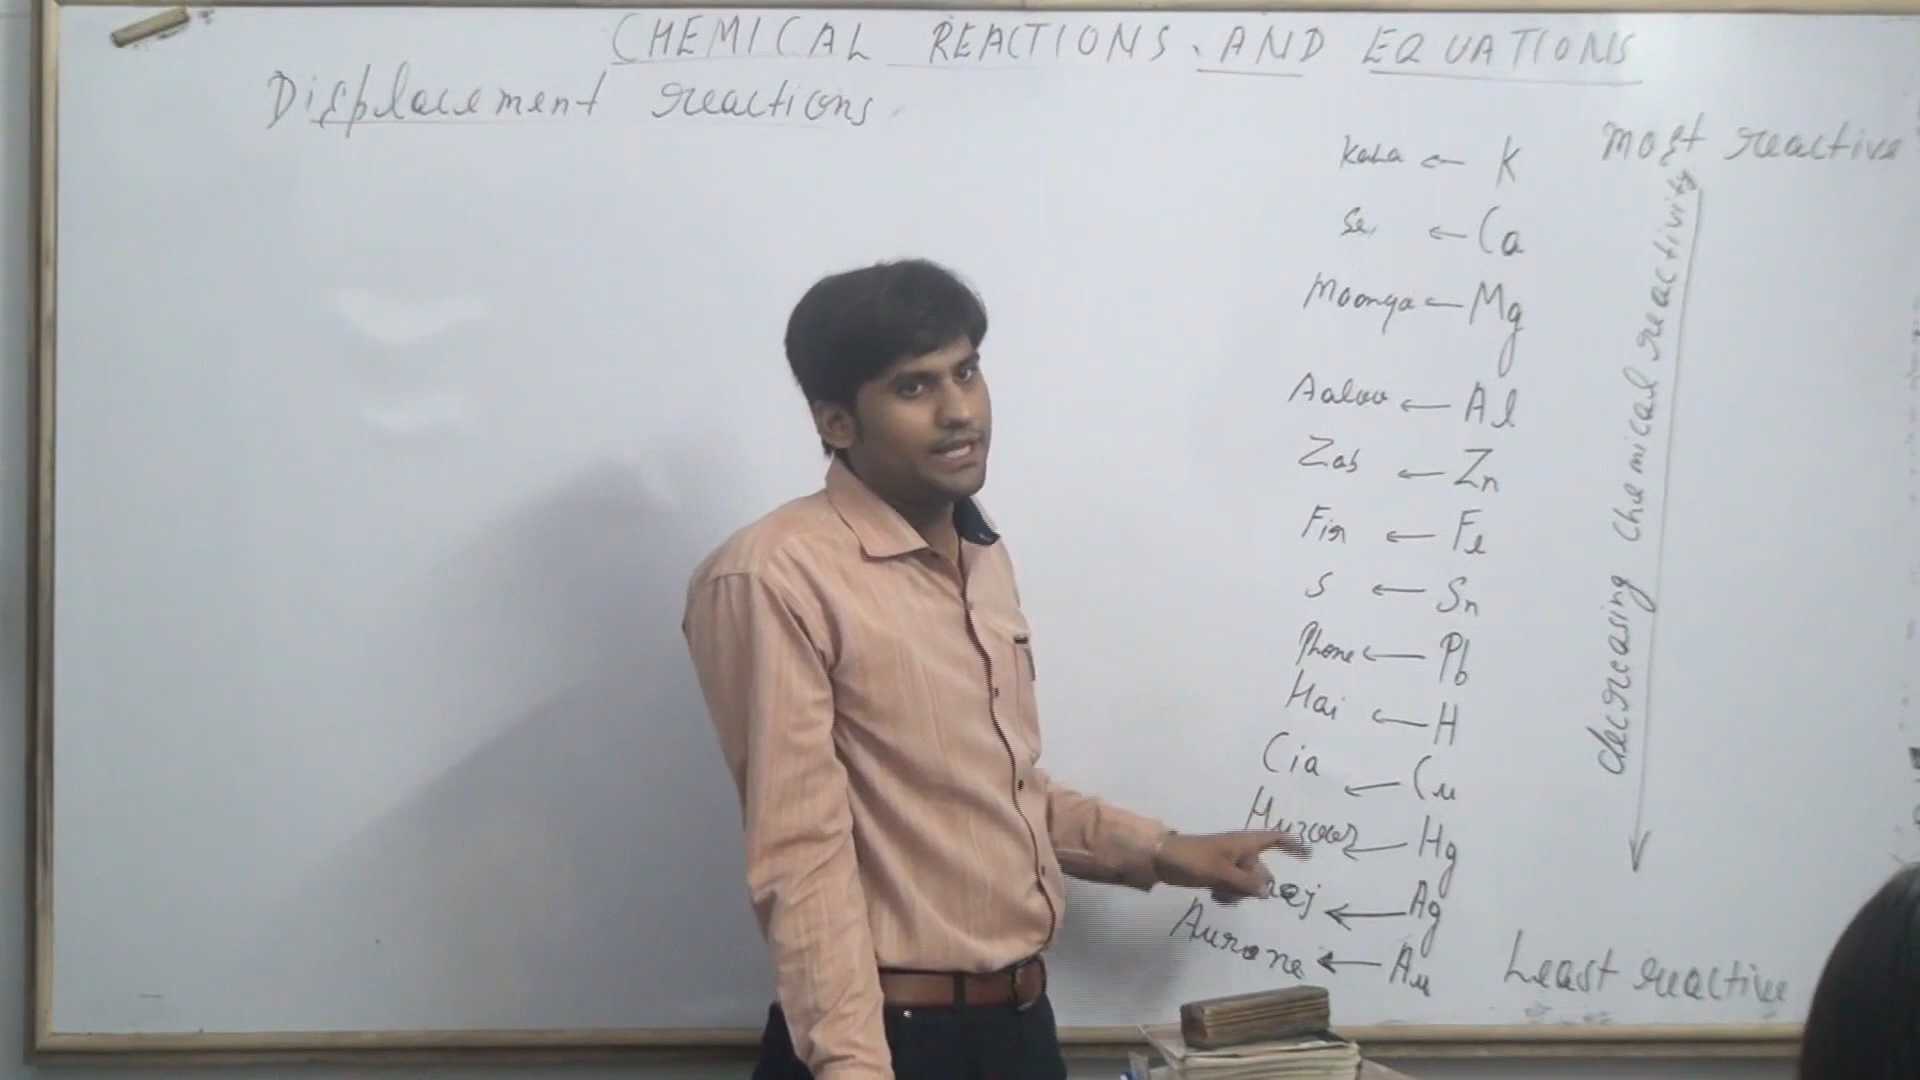 CHEMICAL REACTIONS AND EQUATIONS
Displacement reactions
most reactive
Kaha ← K
Se ← Ca
Moonga ← Mg
Aaloo ← Al
Zab ← Zn
Fir ← Fe
S ← Sn
Phone ← Pb
Hai ← H
Cia ← Cu
Huzoor ← Hg
← Ag
Aurone ← Au
decreasing chemical reactivity
Least reactive